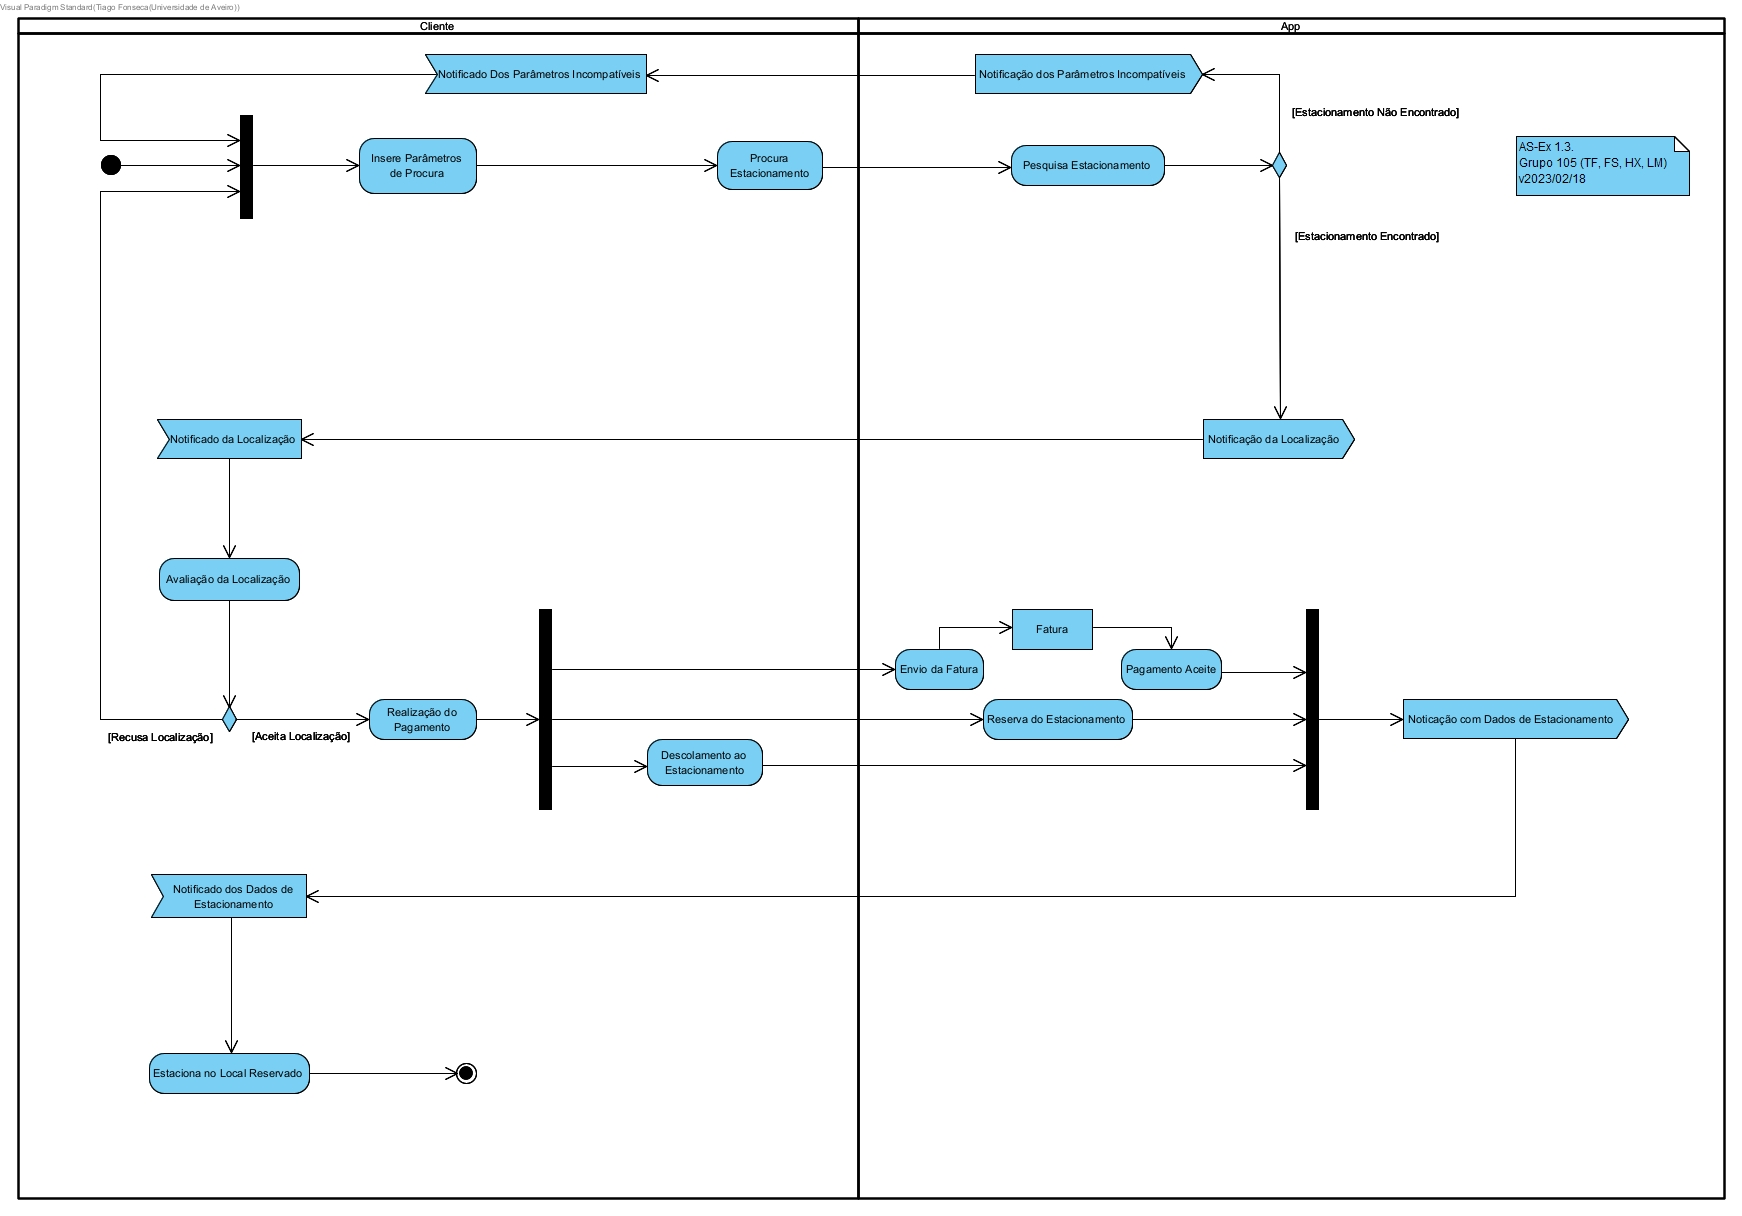 Visual Paradigm Standard(Tiago Fonseca(Universidade de Aveiro))
Cliente
App
Notificado Dos Parâmetros Incompatíveis
Notificação dos Parâmetros Incompatíveis
[Estacionamento Não Encontrado]
AS-Ex 1.3.
Grupo 105 (TF, FS, HX, LM)
v2023/02/18
Insere Parâmetros
de Procura
Procura
Estacionamento
Pesquisa Estacionamento
[Estacionamento Encontrado]
Notificado da Localização
Notificação da Localização
Avaliação da Localização
Fatura
Envio da Fatura
Pagamento Aceite
Realização do
Pagamento
Reserva do Estacionamento
Noticação com Dados de Estacionamento
[Recusa Localização]
[Aceita Localização]
Descolamento ao
Estacionamento
Notificado dos Dados de
Estacionamento
Estaciona no Local Reservado